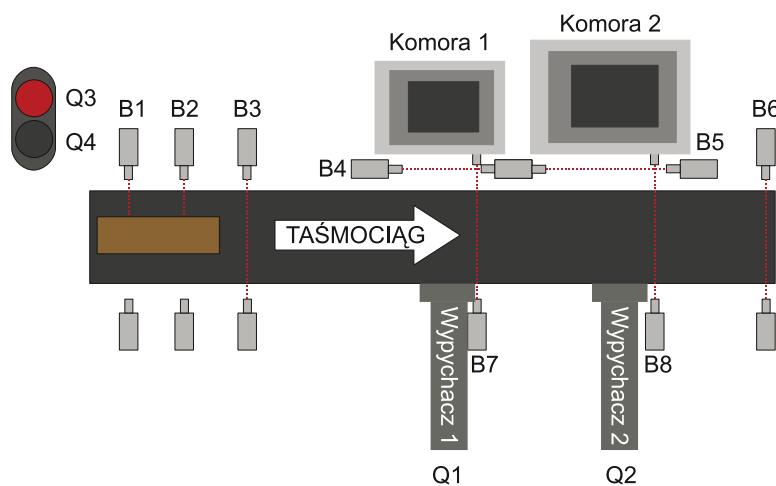 Komora 1
Komora 2
Q3
Q4
B1
B2
B3
B4
B5
B6
TAŚMOCIĄG
Wypychacz 1
B7
Wypychacz 2
B8
Q1
Q2